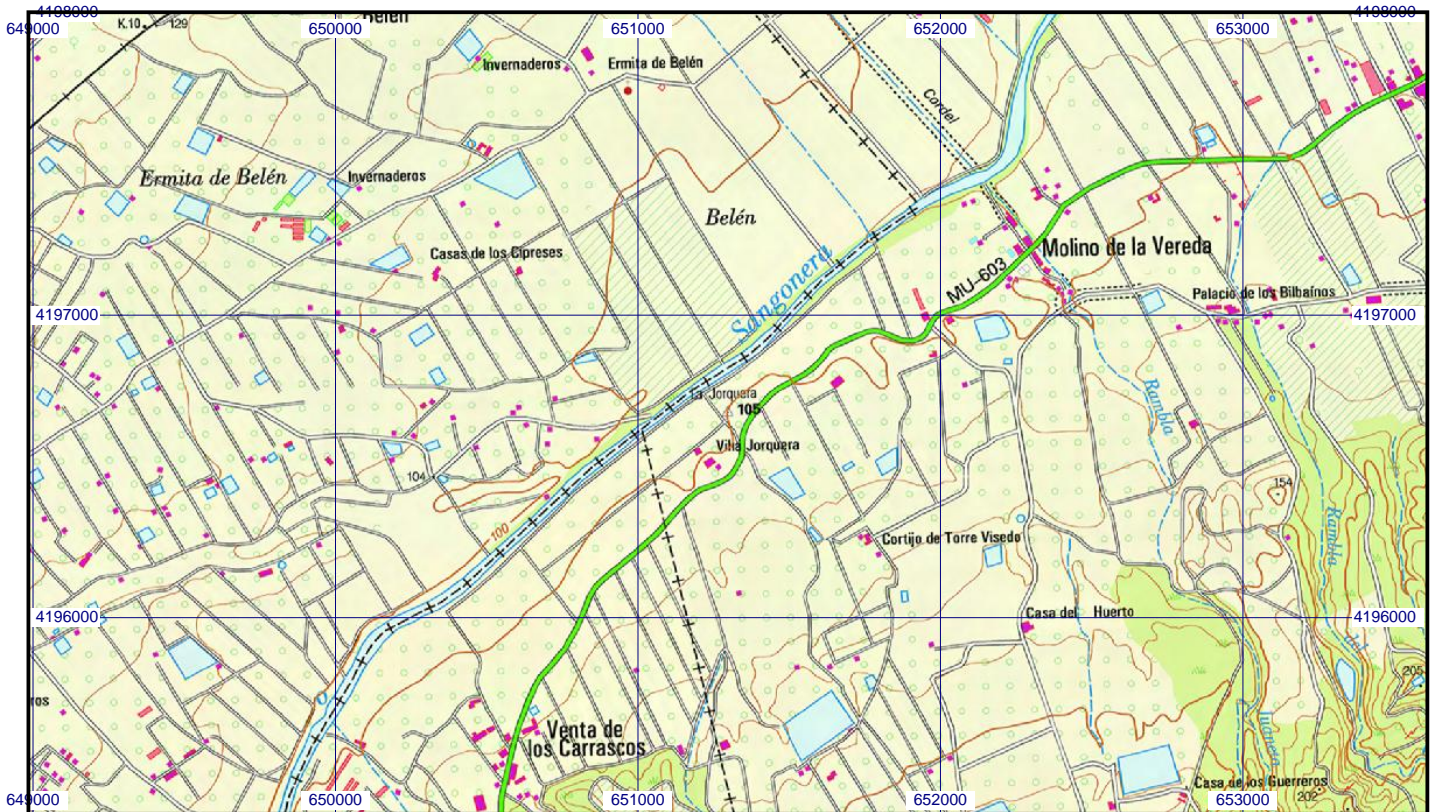 4198000
4198000
649000
650000
651000
652000
653000
K.10
129
Belén
Invernaderos
Ermita de Belén
Cordel
Ermita de Belén
Invernaderos
Belén
Casas de los Cipreses
Sangonera
MU-603
Molino de la Vereda
Palacio de los Bilbaínos
4197000
4197000
La Jorquera
105
Villa Jorquera
Rambla
104
154
100
Cortijo de Torre Visedo
Rambla
4196000
4196000
Casa del Huerto
del
205
ros
Venta de
los Carrascos
Casa de los Guerreros
202
649000
650000
651000
652000
653000